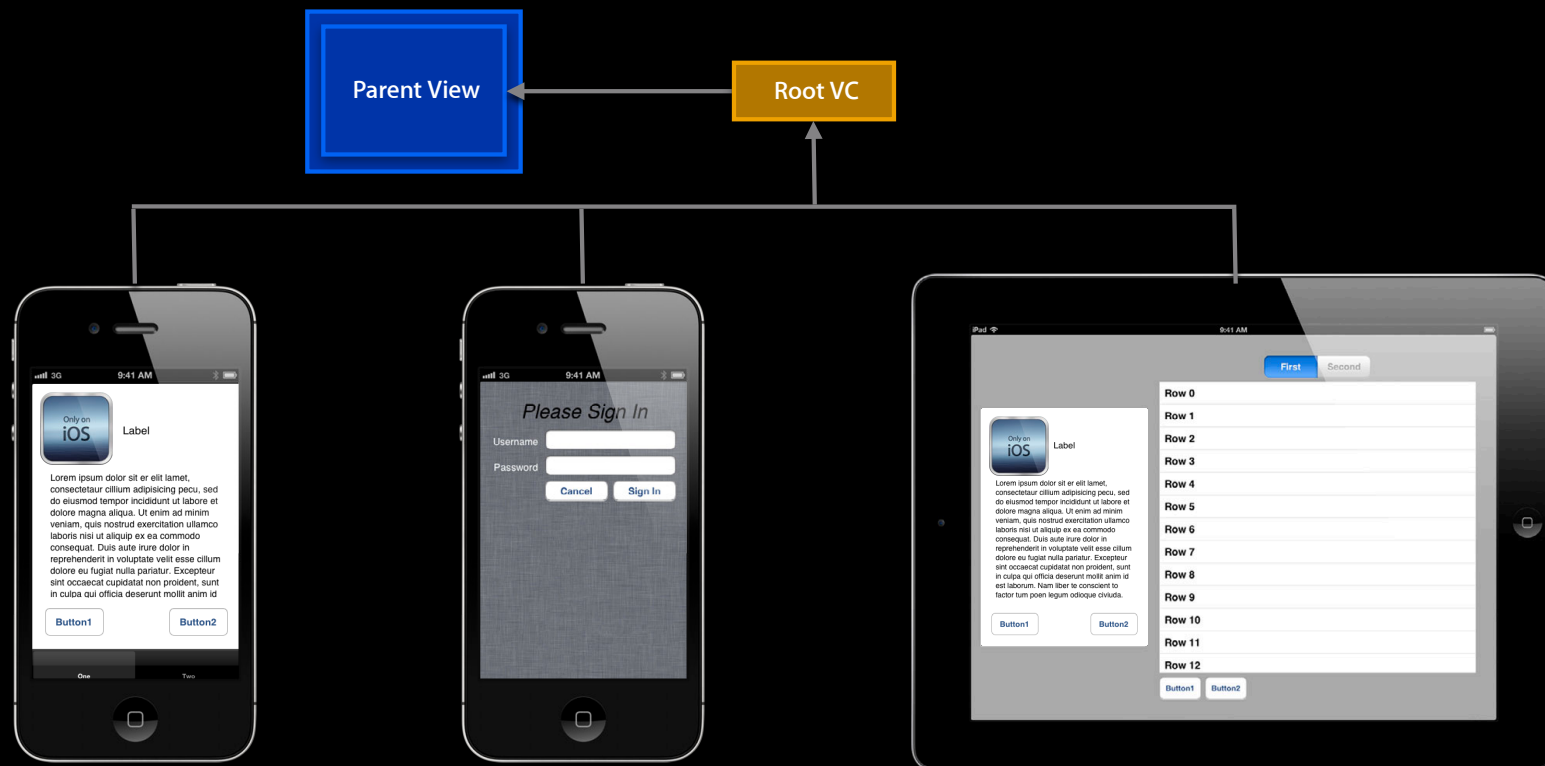 Parent View
Root VC
3G 9:41 AM
Only on
iOS
Label
Lorem ipsum dolor sit er elit lamet,
consectetaur cillium adipisicing pecu, sed
do eiusmod tempor incididunt ut labore et
dolore magna aliqua. Ut enim ad minim
veniam, quis nostrud exercitation ullamco
laboris nisi ut aliquip ex ea commodo
consequat. Duis aute irure dolor in
reprehenderit in voluptate velit esse cillum
dolore eu fugiat nulla pariatur. Excepteur
sint occaecat cupidatat non proident, sunt
in culpa qui officia deserunt mollit anim id
Button1 Button2
One Two
3G 9:41 AM
Please Sign In
Username
Password
Cancel Sign In
iPad 9:41 AM
First Second
Only on
iOS
Label
Lorem ipsum dolor sit er elit lamet,
consectetaur cillium adipisicing pecu, sed
do eiusmod tempor incididunt ut labore et
dolore magna aliqua. Ut enim ad minim
veniam, quis nostrud exercitation ullamco
laboris nisi ut aliquip ex ea commodo
consequat. Duis aute irure dolor in
reprehenderit in voluptate velit esse cillum
dolore eu fugiat nulla pariatur. Excepteur
sint occaecat cupidatat non proident, sunt
in culpa qui officia deserunt mollit anim id
est laborum. Nam liber te conscient to
factor tum poen legum odioque civiuda.
Button1 Button2
Row 0
Row 1
Row 2
Row 3
Row 4
Row 5
Row 6
Row 7
Row 8
Row 9
Row 10
Row 11
Row 12
Button1 Button2